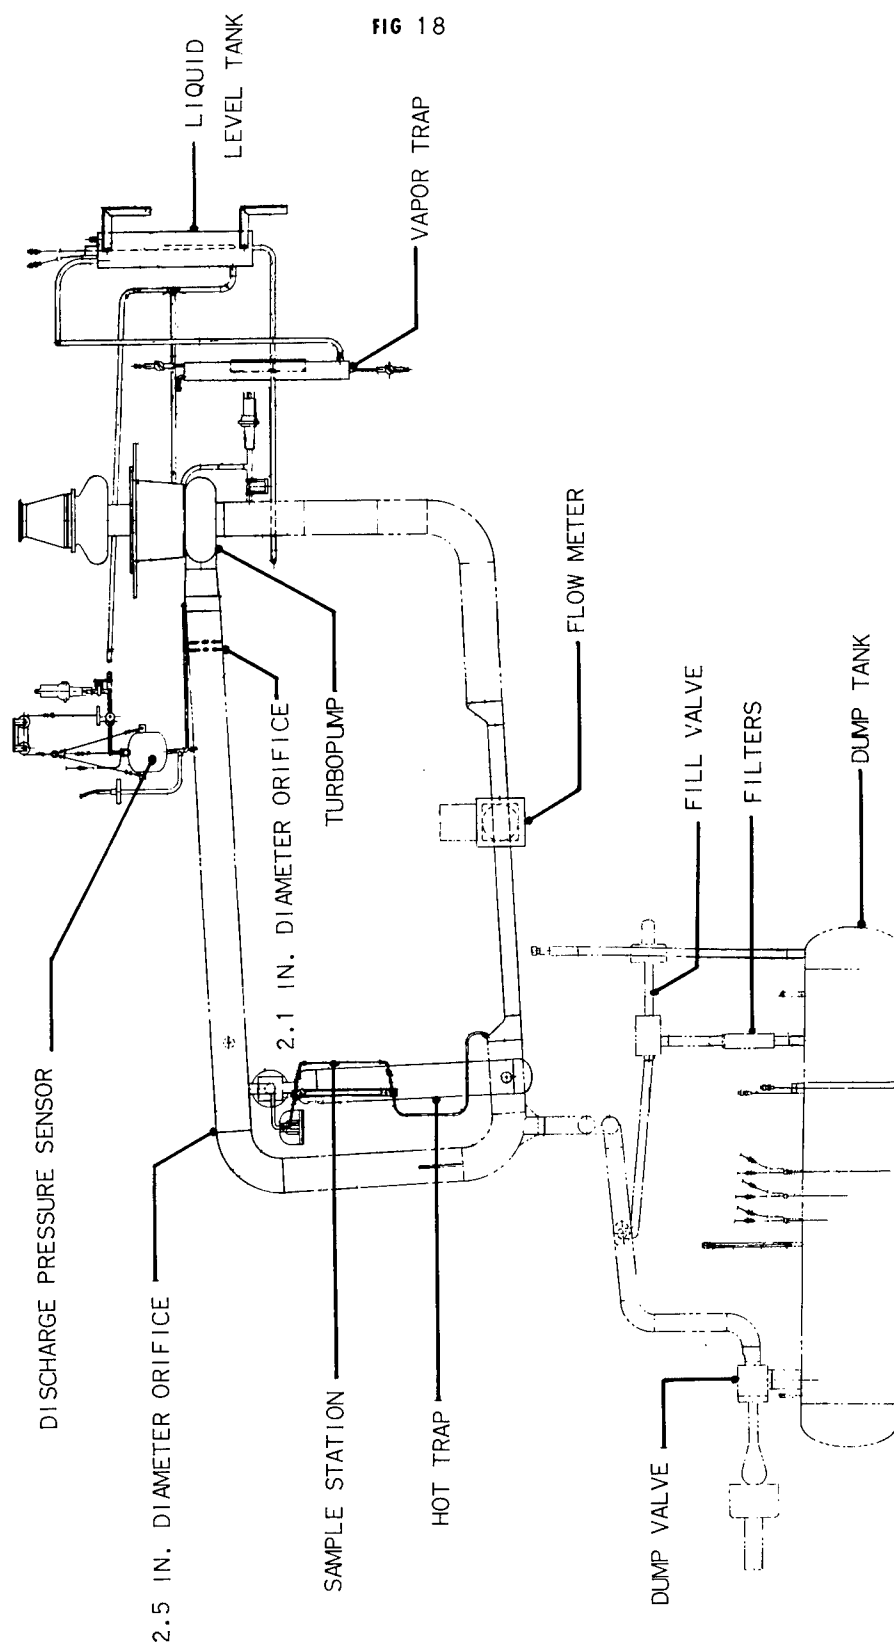 FIG 18
LIQUID
LEVEL TANK
VAPOR TRAP
FLOW METER
TURBOPUMP
2.1 IN. DIAMETER ORIFICE
FILL VALVE
FILTERS
DUMP TANK
DISCHARGE PRESSURE SENSOR
2.5 IN. DIAMETER ORIFICE
SAMPLE STATION
HOT TRAP
DUMP VALVE